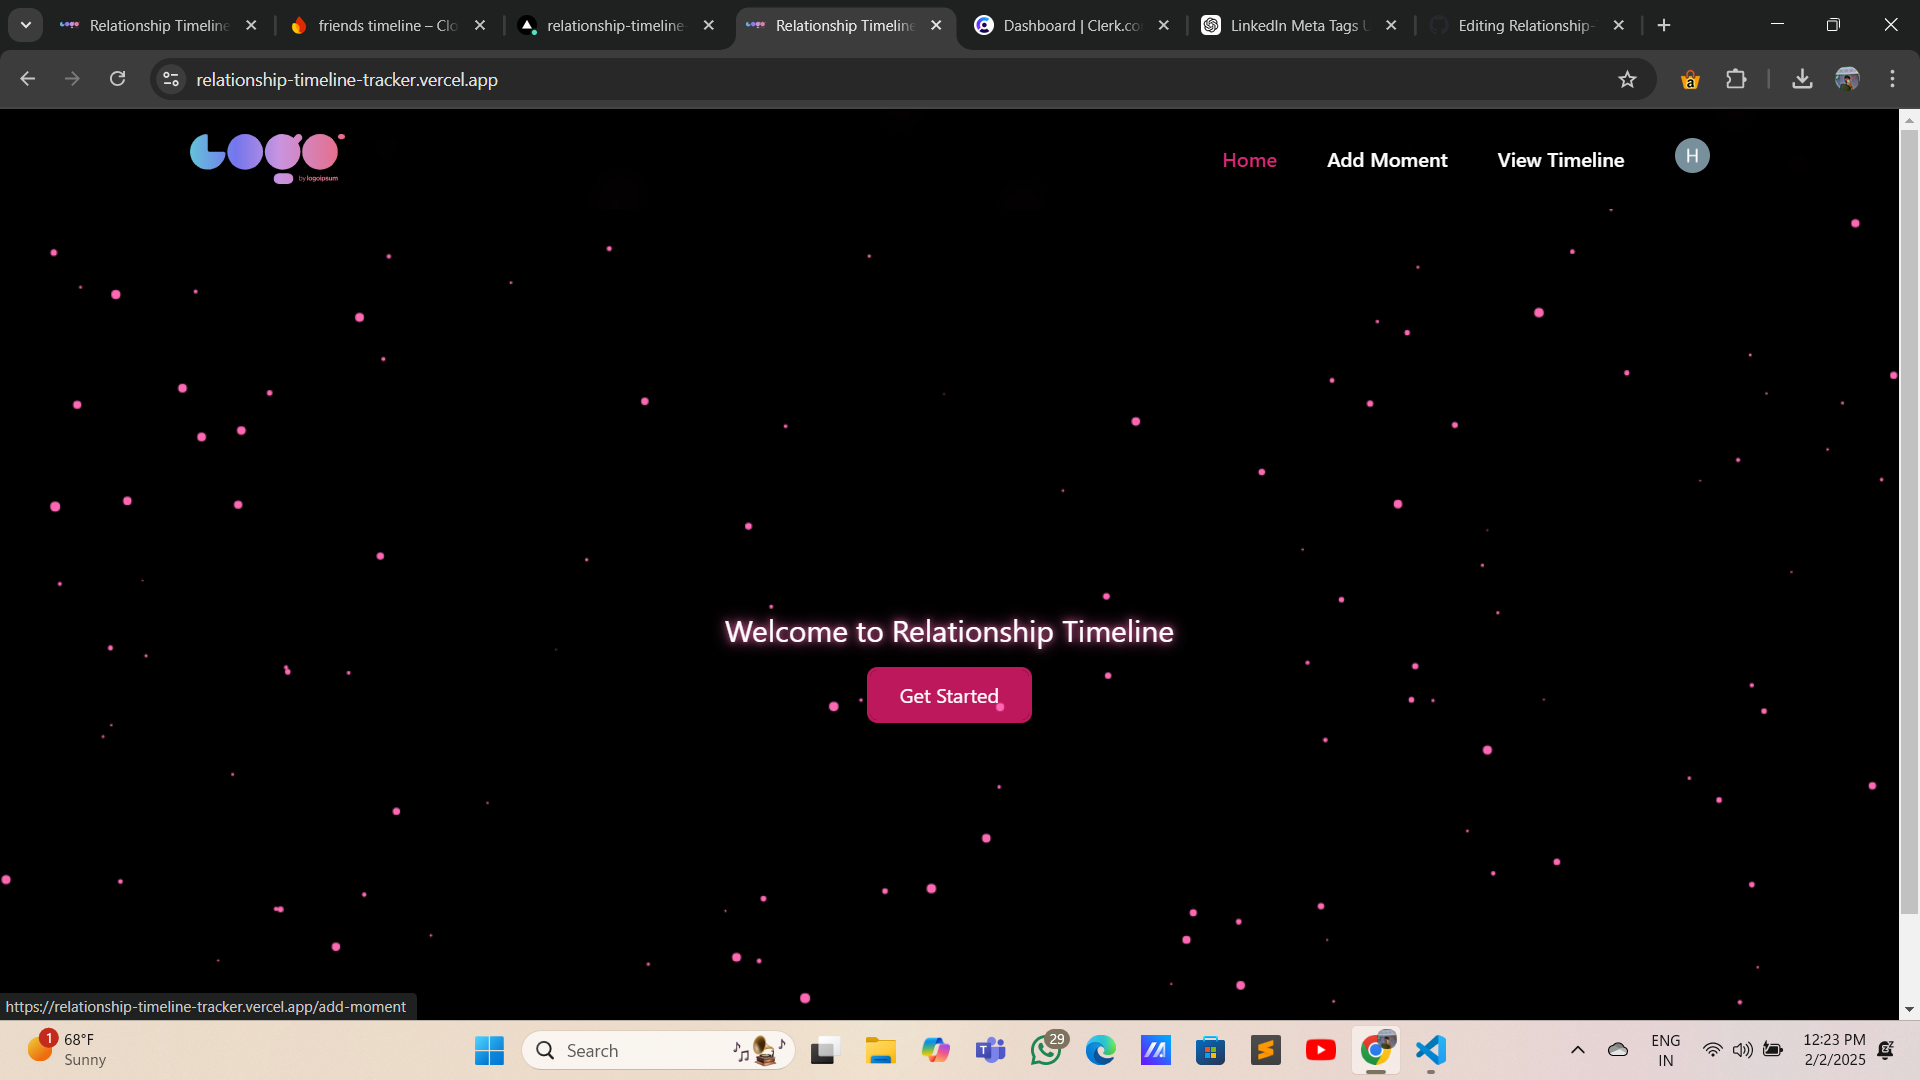 Relationship Timeline
friends timeline – Clo
relationship-timeline-
Relationship Timeline
Dashboard | Clerk.co
LinkedIn Meta Tags U
Editing Relationship-
relationship-timeline-tracker.vercel.app
a
LOGO
by logoipsum
Home
Add Moment
View Timeline
H
Welcome to Relationship Timeline
Get Started
https://relationship-timeline-tracker.vercel.app/add-moment
1
68°F
Sunny
Search
29
ENG
IN
12:23 PM
2/2/2025